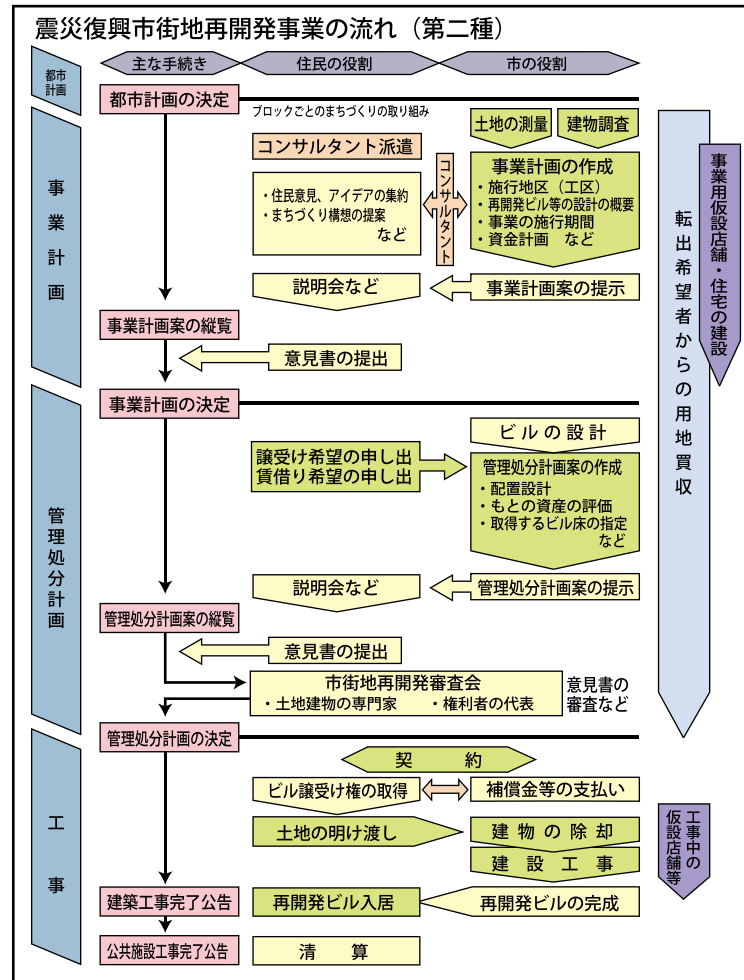 震災復興市街地再開発事業の流れ（第二種）
主な手続き
住民の役割
市の役割
都市
計画
都市計画の決定
ブロックごとのまちづくりの取り組み
土地の測量
建物調査
コンサルタント派遣
コンサルタント
・住民意見、アイデアの集約
・まちづくり構想の提案
など
事業計画の作成
・施行地区（工区）
・再開発ビル等の設計の概要
・事業の施行期間
・資金計画　など
事業計画
説明会など
事業計画案の提示
事業計画案の縦覧
意見書の提出
事業計画の決定
転出希望者からの用地買収
事業用仮設店舗・住宅の建設
管理処分計画
ビルの設計
譲受け希望の申し出
賃借り希望の申し出
管理処分計画案の作成
・配置設計
・もとの資産の評価
・取得するビル床の指定
など
説明会など
管理処分計画案の提示
管理処分計画案の縦覧
意見書の提出
市街地再開発審査会
・土地建物の専門家　・権利者の代表
意見書の
審査など
管理処分計画の決定
工事
契約
ビル譲受け権の取得
補償金等の支払い
土地の明け渡し
建物の除却
建設工事
工事中の
仮設店舗等
建築工事完了公告
再開発ビル入居
再開発ビルの完成
公共施設工事完了公告
清算